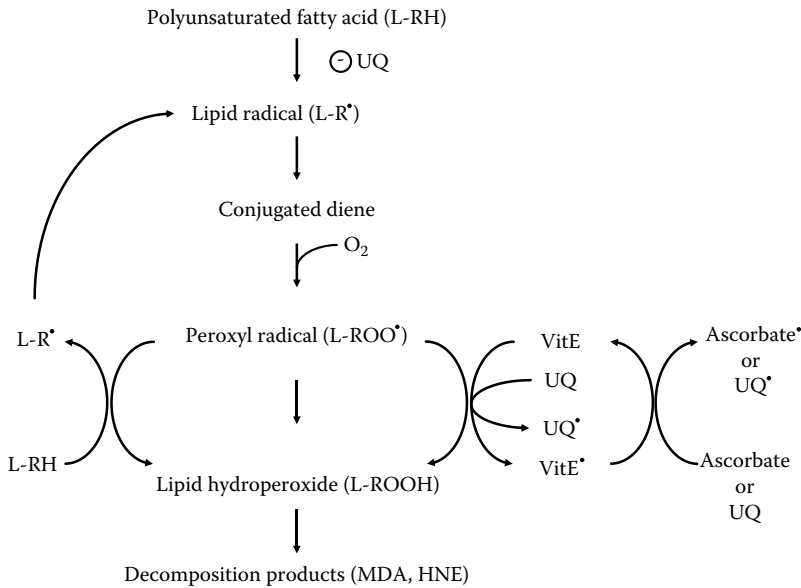 Polyunsaturated fatty acid (L-RH)
- UQ
Lipid radical (L-R•)
Conjugated diene
O₂
L-R•
Peroxyl radical (L-ROO•)
VitE
Ascorbate•
or
UQ•
UQ
UQ•
L-RH
Lipid hydroperoxide (L-ROOH)
VitE•
Ascorbate
or
UQ
Decomposition products (MDA, HNE)